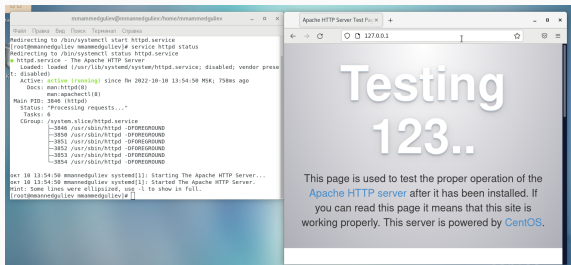 mmammedguliev@mmammedguliev:/home/mmammedguliev
Файл Правка Вид Поиск Терминал Справка
Redirecting to /bin/systemctl start httpd.service
[root@mmammedguliev mmammedguliev]# service httpd status
Redirecting to /bin/systemctl status httpd.service
● httpd.service - The Apache HTTP Server
Loaded: loaded (/usr/lib/systemd/system/httpd.service; disabled; vendor prese
t: disabled)
Active: active (running) since Пн 2022-10-10 13:54:50 MSK; 758ms ago
Docs: man:httpd(8)
man:apachectl(8)
Main PID: 3846 (httpd)
Status: "Processing requests..."
Tasks: 6
CGroup: /system.slice/httpd.service
├─3846 /usr/sbin/httpd -DFOREGROUND
├─3850 /usr/sbin/httpd -DFOREGROUND
├─3851 /usr/sbin/httpd -DFOREGROUND
├─3852 /usr/sbin/httpd -DFOREGROUND
├─3853 /usr/sbin/httpd -DFOREGROUND
└─3854 /usr/sbin/httpd -DFOREGROUND
окт 10 13:54:50 mmammedguliev systemd[1]: Starting The Apache HTTP Server...
окт 10 13:54:50 mmammedguliev systemd[1]: Started The Apache HTTP Server.
Hint: Some lines were ellipsized, use -l to show in full.
[root@mmammedguliev mmammedguliev]#
Apache HTTP Server Test Pag
127.0.0.1
Testing
123..
This page is used to test the proper operation of the
Apache HTTP server after it has been installed. If
you can read this page it means that this site is
working properly. This server is powered by CentOS.